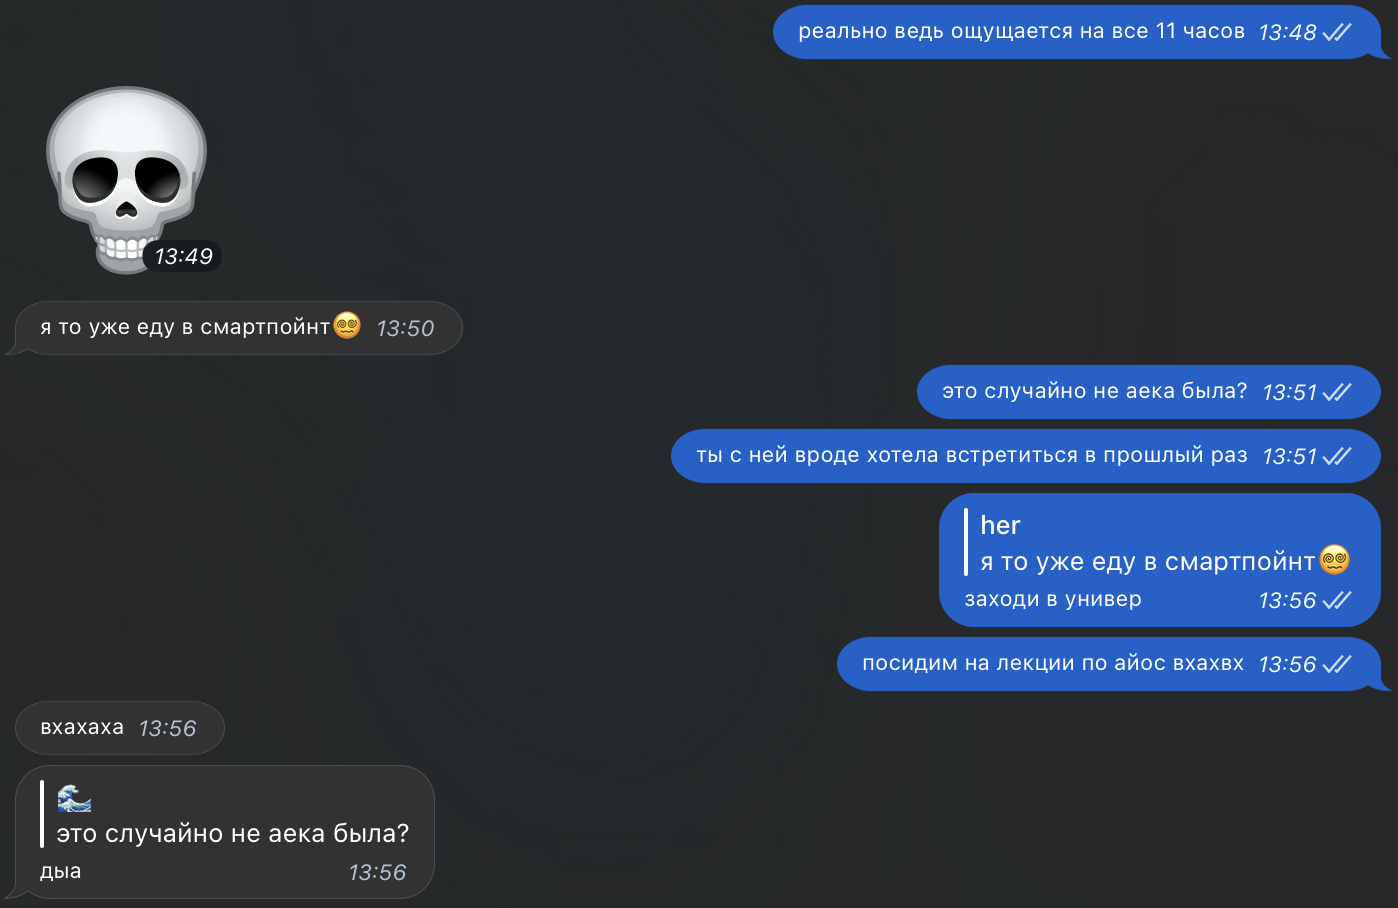 реально ведь ощущается на все 11 часов 13:48
13:49
я то уже еду в смартпойнт😵‍💫 13:50
это случайно не аека была? 13:51
ты с ней вроде хотела встретиться в прошлый раз 13:51
her
я то уже еду в смартпойнт😵‍💫
заходи в универ 13:56
посидим на лекции по айос вхахвх 13:56
вхахаха 13:56
🌊
это случайно не аека была?
дыа 13:56